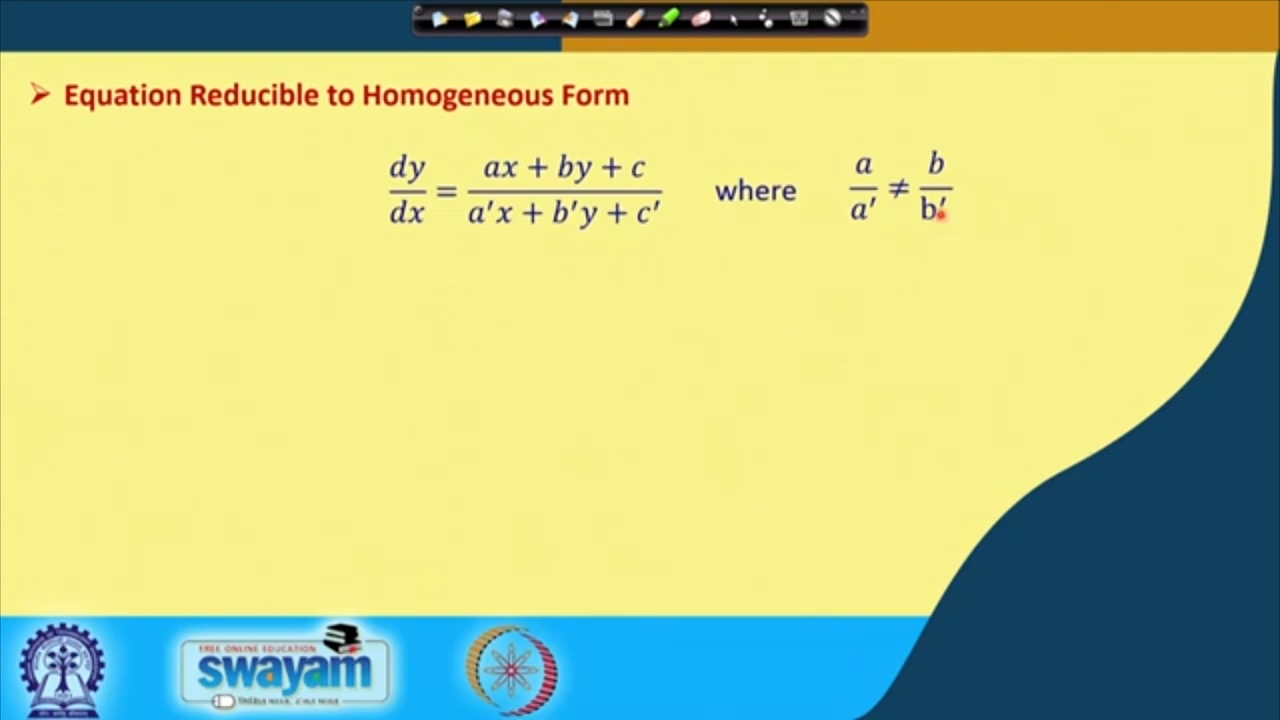 ➤ Equation Reducible to Homogeneous Form
dy/dx = (ax + by + c)/(a′x + b′y + c′) where a/a′ ≠ b/b′
FREE ONLINE EDUCATION
swayam